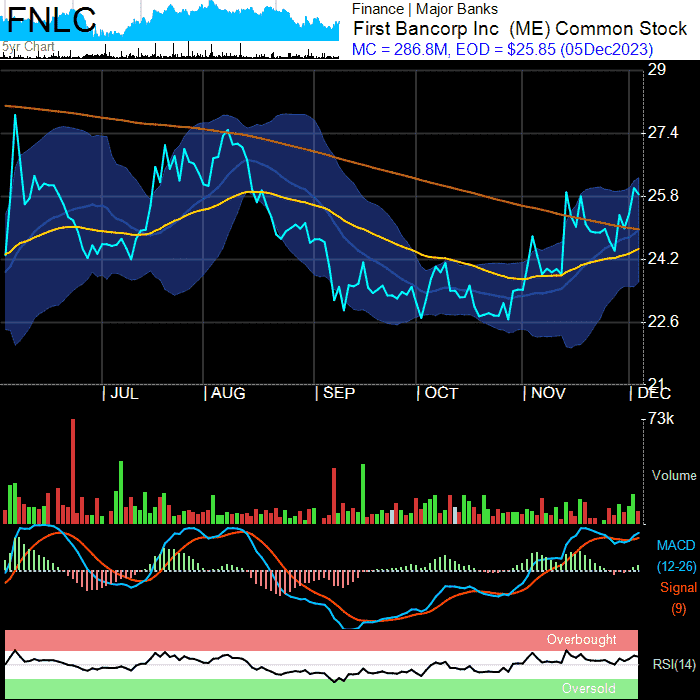 FNLC
5yr Chart
Finance | Major Banks
First Bancorp Inc (ME) Common Stock
MC = 286.8M, EOD = $25.85 (05Dec2023)
29
27.4
25.8
24.2
22.6
21
JUL AUG SEP OCT NOV DEC
73k
Volume
MACD
(12-26)
Signal
(9)
Overbought
RSI(14)
Oversold